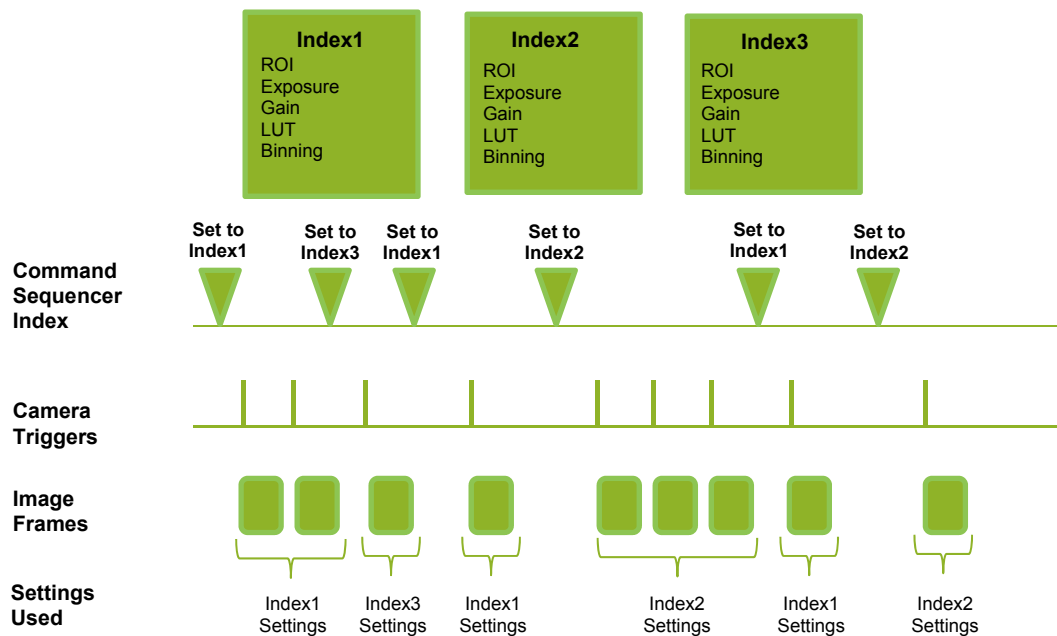 Index1
ROI
Exposure
Gain
LUT
Binning
Index2
ROI
Exposure
Gain
LUT
Binning
Index3
ROI
Exposure
Gain
LUT
Binning
Set to
Index1
Set to
Index3
Set to
Index1
Set to
Index2
Set to
Index1
Set to
Index2
Command
Sequencer
Index
Camera
Triggers
Image
Frames
Settings
Used
Index1
Settings
Index3
Settings
Index1
Settings
Index2
Settings
Index1
Settings
Index2
Settings